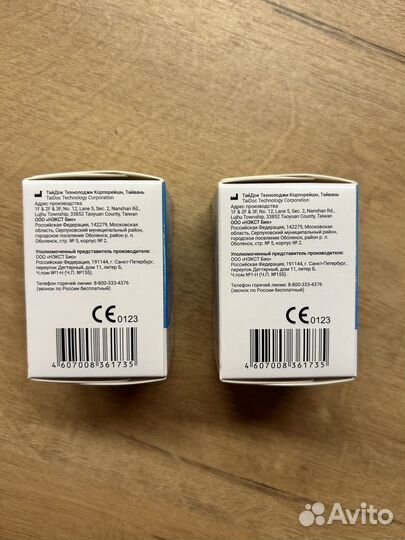 ТайДок Технолоджи Корпорейшн, Тайвань
TaiDoc Technology Corporation
Адрес производства:
1F & 2F & 3F, No. 12, Lane 5, Sec. 2, Nanshan Rd.,
Lujhu Township, 33852 Taoyuan County, Taiwan
ООО «НЭКСТ Био»
Российская Федерация, 142279, Московская
область, Серпуховский муниципальный район,
городское поселение Оболенск, район р. п.
Оболенск, стр. № 5, корпус № 2
Уполномоченный представитель производителя:
ООО «НЭКСТ Био»
Российская Федерация, 191144, г. Санкт-Петербург,
переулок Дегтярный, дом 11, литер Б,
Ч.пом №1-Н (Ч.П. №155).
Телефон горячей линии: 8-800-333-4376
(звонок по России бесплатный)
CE 0123
4 607008 361735
ТайДок Технолоджи Корпорейшн, Тайвань
TaiDoc Technology Corporation
Адрес производства:
1F & 2F & 3F, No. 12, Lane 5, Sec. 2, Nanshan Rd.,
Lujhu Township, 33852 Taoyuan County, Taiwan
ООО «НЭКСТ Био»
Российская Федерация, 142279, Московская
область, Серпуховский муниципальный район,
городское поселение Оболенск, район р. п.
Оболенск, стр. № 5, корпус № 2
Уполномоченный представитель производителя:
ООО «НЭКСТ Био»
Российская Федерация, 191144, г. Санкт-Петербург,
переулок Дегтярный, дом 11, литер Б,
Ч.пом №1-Н (Ч.П. №155).
Телефон горячей линии: 8-800-333-4376
(звонок по России бесплатный)
CE 0123
4 607008 361735
Avito